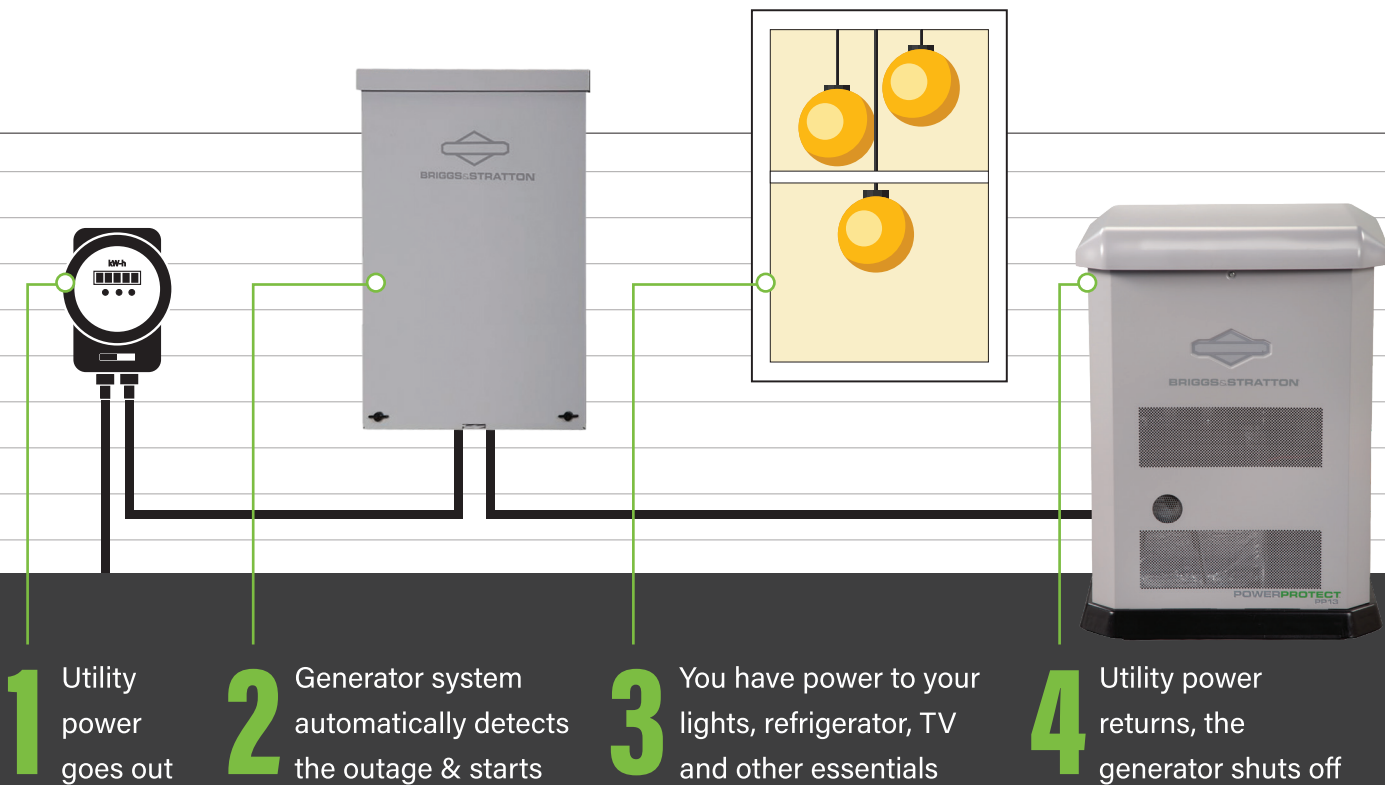 kW-h
BRIGGS&STRATTON
BRIGGS&STRATTON
POWERPROTECT
PP13
1 Utility
power
goes out
2 Generator system
automatically detects
the outage & starts
3 You have power to your
lights, refrigerator, TV
and other essentials
4 Utility power
returns, the
generator shuts off